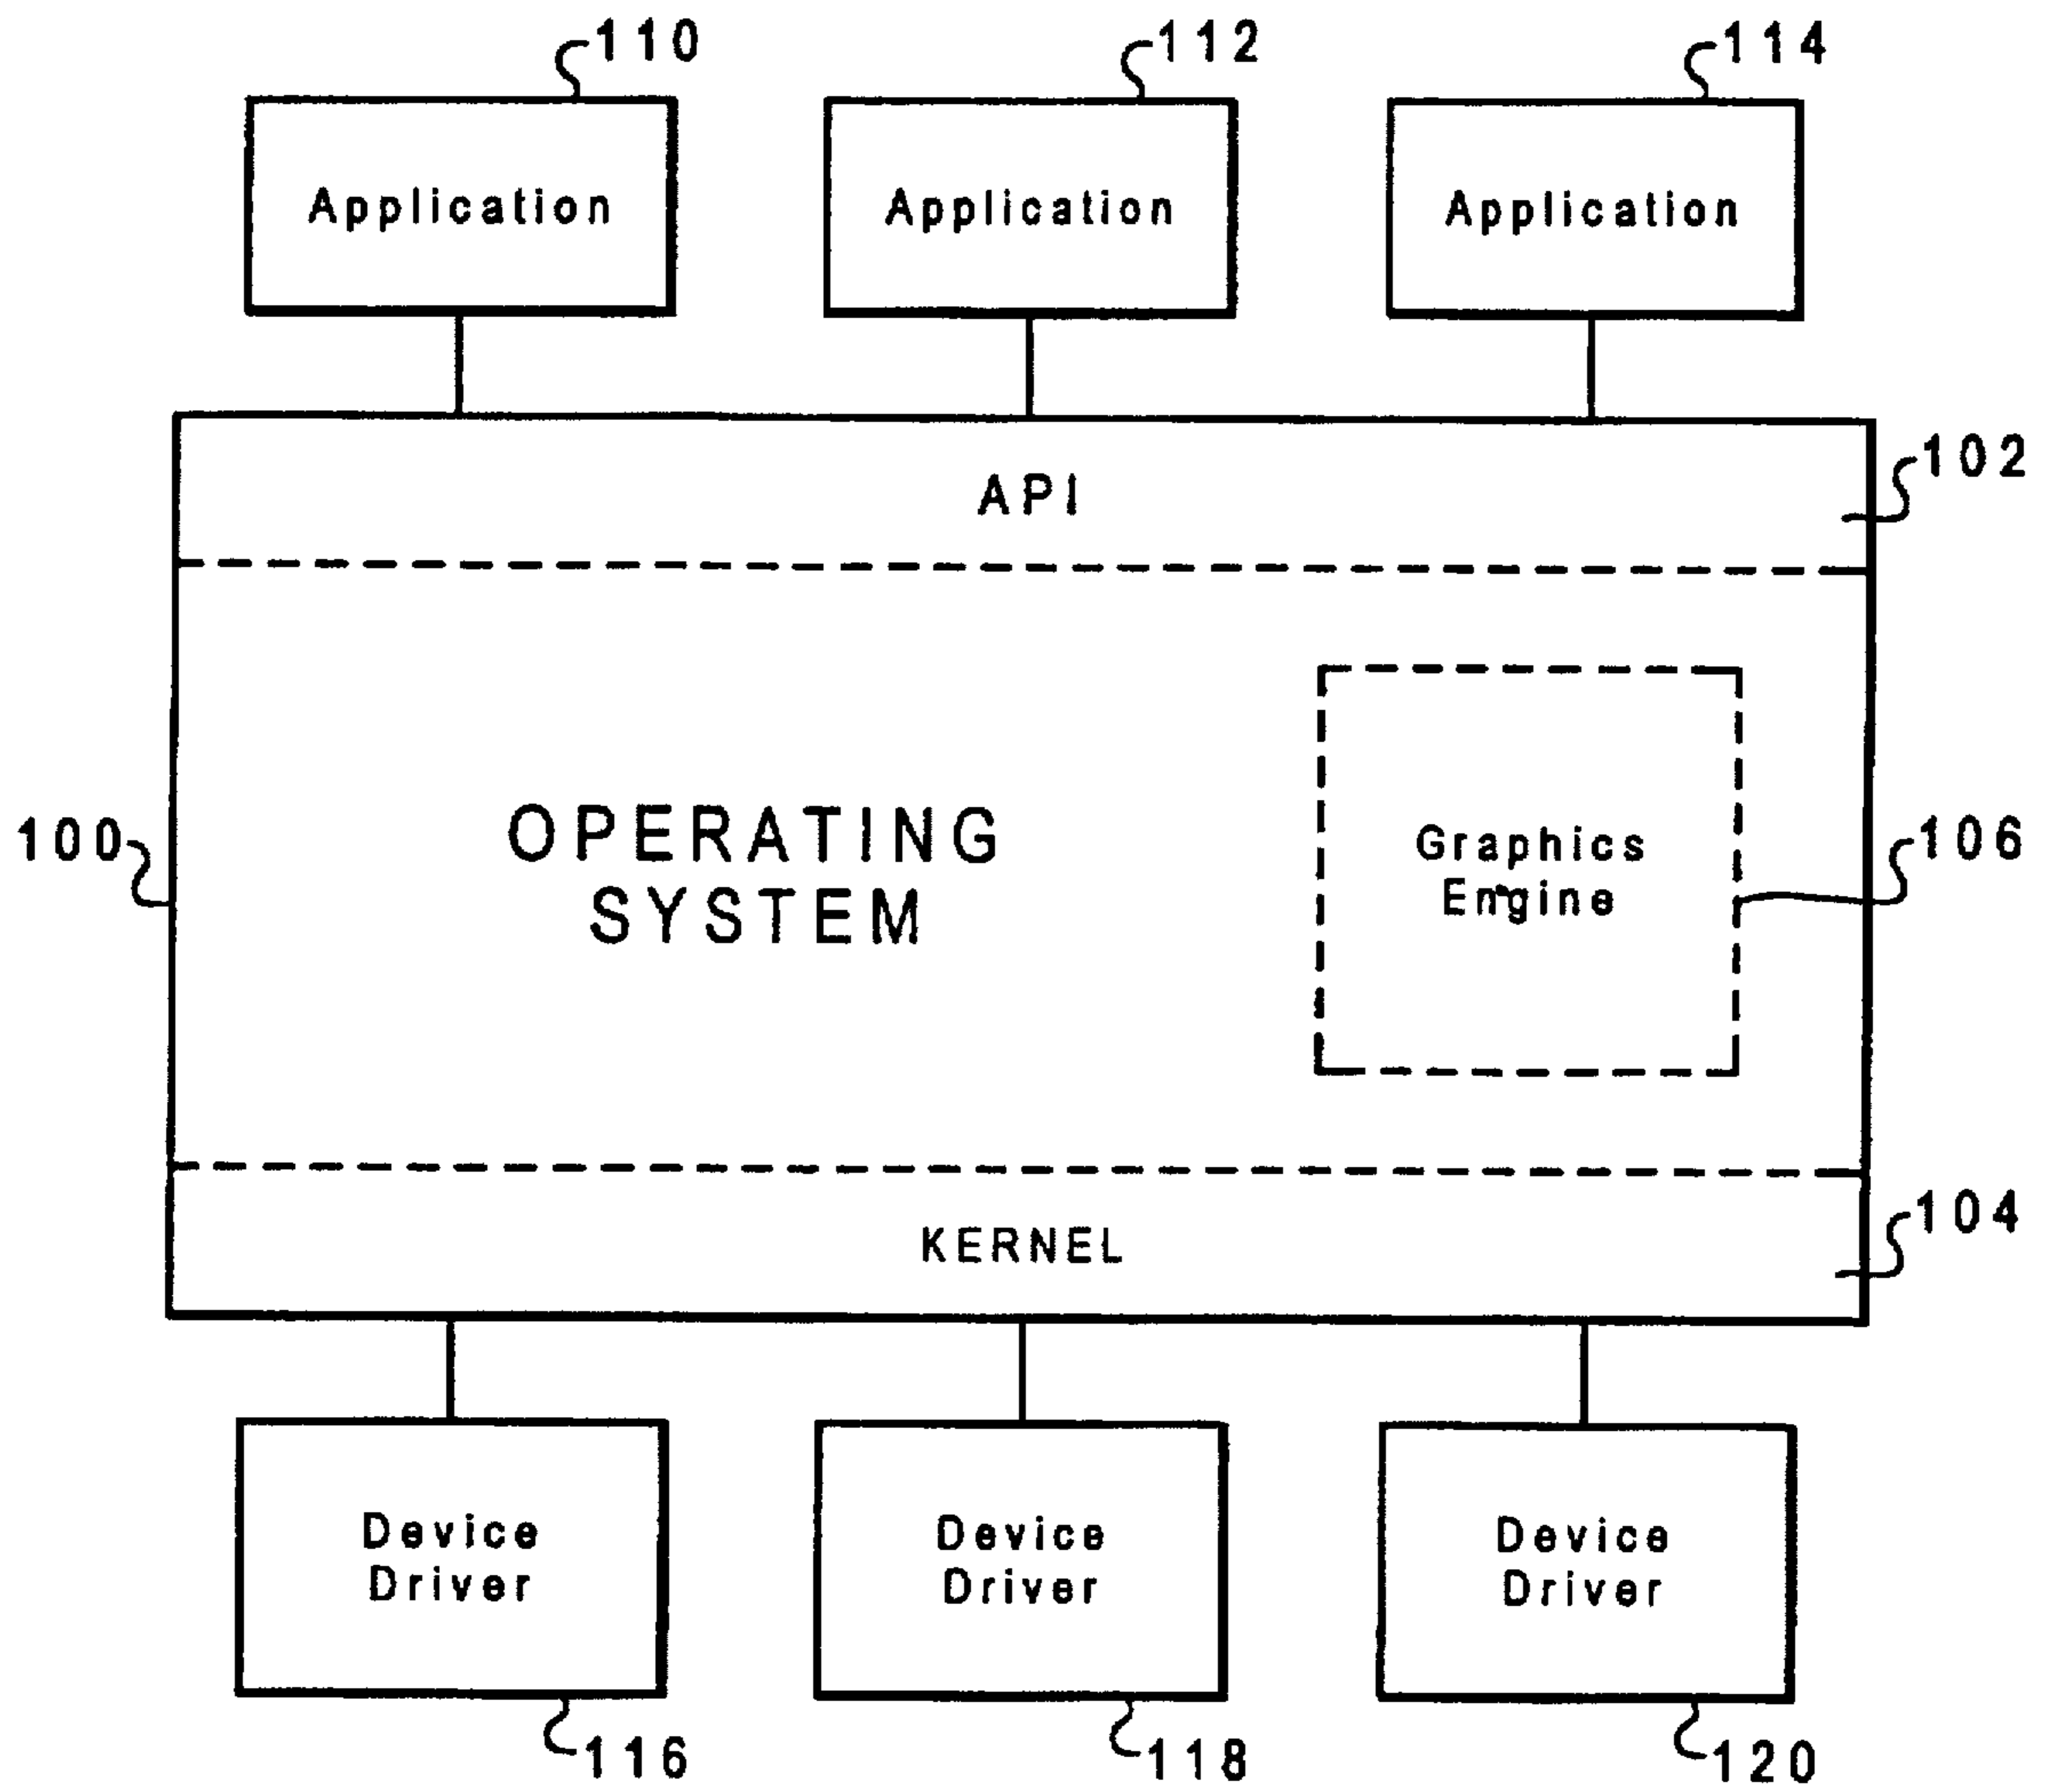 110
112
114
Application
Application
Application
102
API
OPERATING
SYSTEM
100
Graphics
Engine
106
104
KERNEL
Device
Driver
Device
Driver
Device
Driver
116
118
120